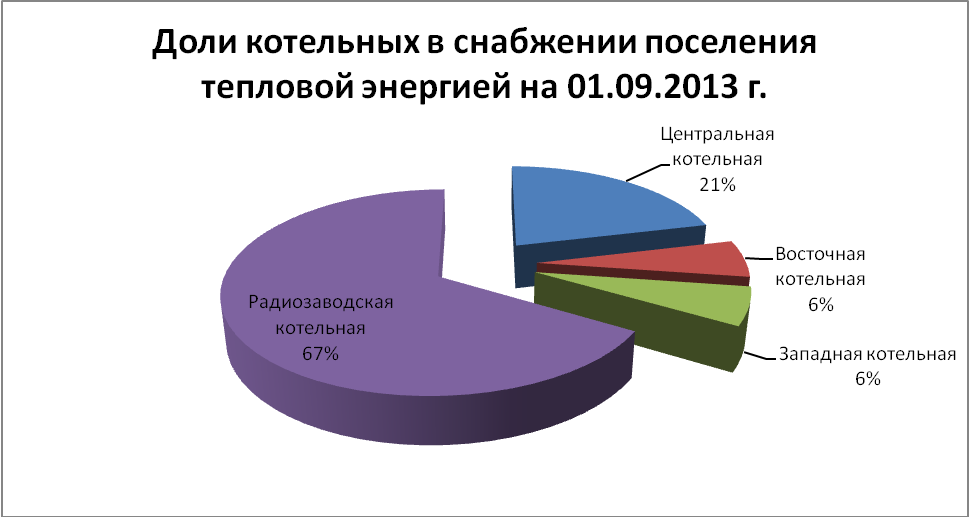 Доли котельных в снабжении поселения
тепловой энергией на 01.09.2013 г.
Центральная
котельная
21%
Восточная
котельная
6%
Западная котельная
6%
Радиозаводская
котельная
67%